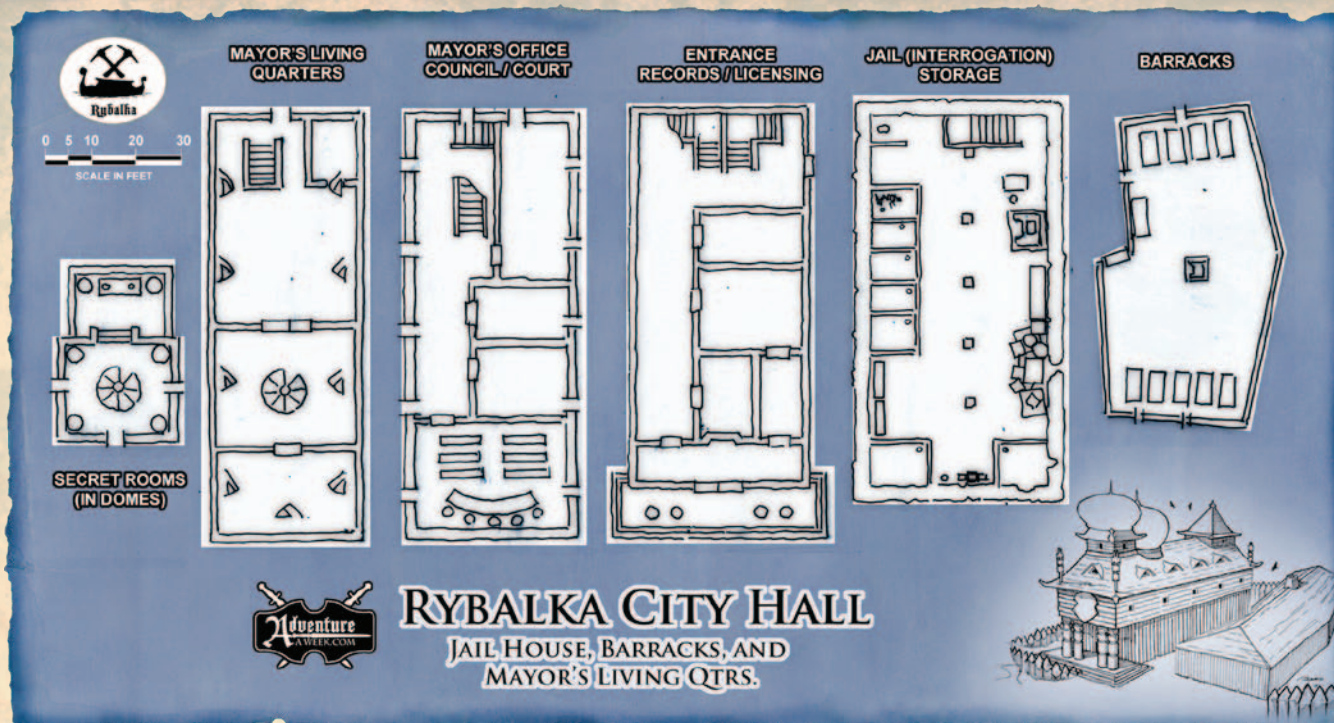 Rybalka
0 5 10 20 30
SCALE IN FEET
MAYOR'S LIVING
QUARTERS
MAYOR'S OFFICE
COUNCIL / COURT
ENTRANCE
RECORDS / LICENSING
JAIL (INTERROGATION)
STORAGE
BARRACKS
SECRET ROOMS
(IN DOMES)
Adventure
A WEEK.COM
RYBALKA CITY HALL
JAIL HOUSE, BARRACKS, AND
MAYOR'S LIVING QTRS.